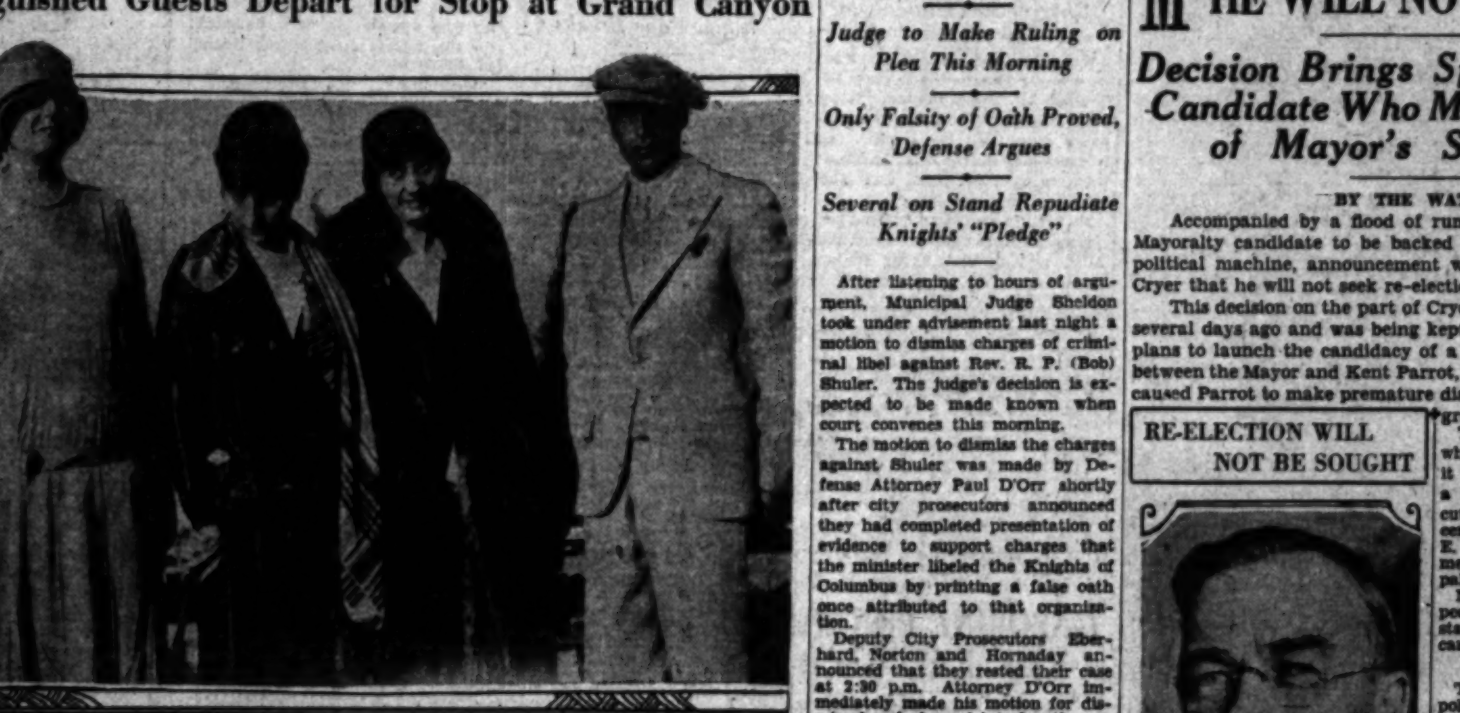 Guests Depart for Stop at Grand Canyon
Judge to Make Ruling on
Plea This Morning
Only Falsity of Oath Proved,
Defense Argues
Several on Stand Repudiate
Knights' "Pledge"
After listening to hours of argu-
ment, Municipal Judge Sheldon
took under advisement last night a
motion to dismiss charges of crimi-
nal libel against Rev. R. P. (Bob)
Shuler. The judge's decision is ex-
pected to be made known when
court convenes this morning.
The motion to dismiss the charges
against Shuler was made by De-
fense Attorney Paul D'Orr shortly
after city prosecutors announced
they had completed presentation of
evidence to support charges that
the minister libeled the Knights of
Columbus by printing a false oath
once attributed to that organiza-
tion.
Deputy City Prosecutors Eber-
hard, Norton and Hornaday an-
nounced that they rested their case
at 2:30 p.m. Attorney D'Orr im-
mediately made his motion for dis-
HE WILL NO
Decision Brings
Candidate Who
of Mayor's
BY THE
Accompanied by a flood of
Mayoralty candidate to be backed
political machine, announcement
Cryer that he will not seek
This decision on the part of
several days ago and was being
plans to launch the candidacy of a
between the Mayor and Kent Parrot,
caused Parrot to make premature
RE-ELECTION WILL
NOT BE SOUGHT